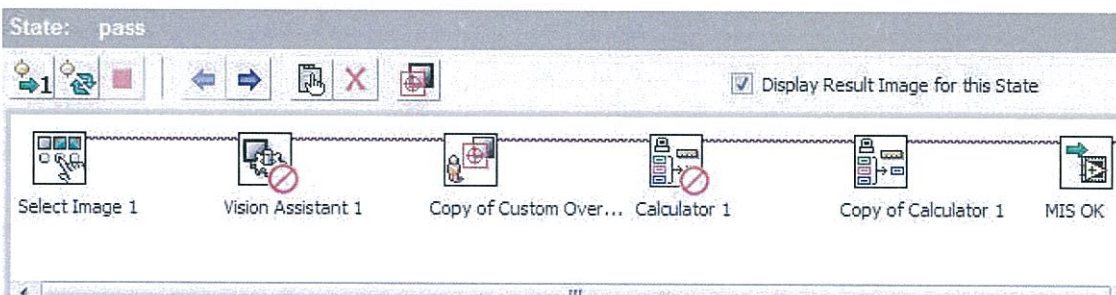 State: pass
1
Display Result Image for this State
Select Image 1
Vision Assistant 1
Copy of Custom Over...
Calculator 1
Copy of Calculator 1
MIS OK